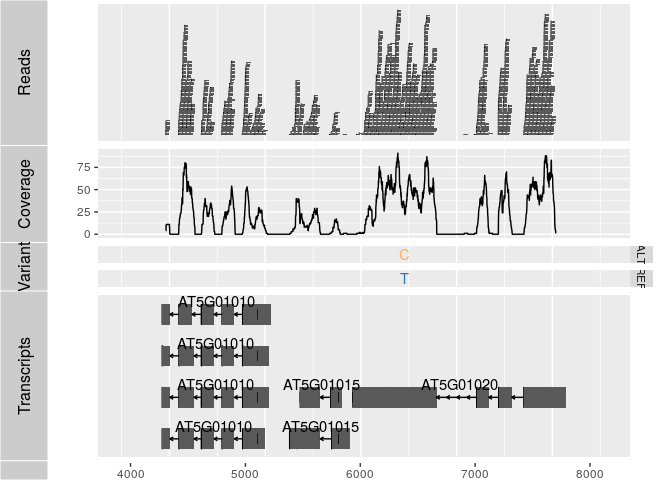 Reads
Coverage
75
50
25
0
Variant
C
ALT
T
REF
Transcripts
AT5G01010
AT5G01010
AT5G01010 AT5G01015 AT5G01020
AT5G01010 AT5G01015
4000 5000 6000 7000 8000